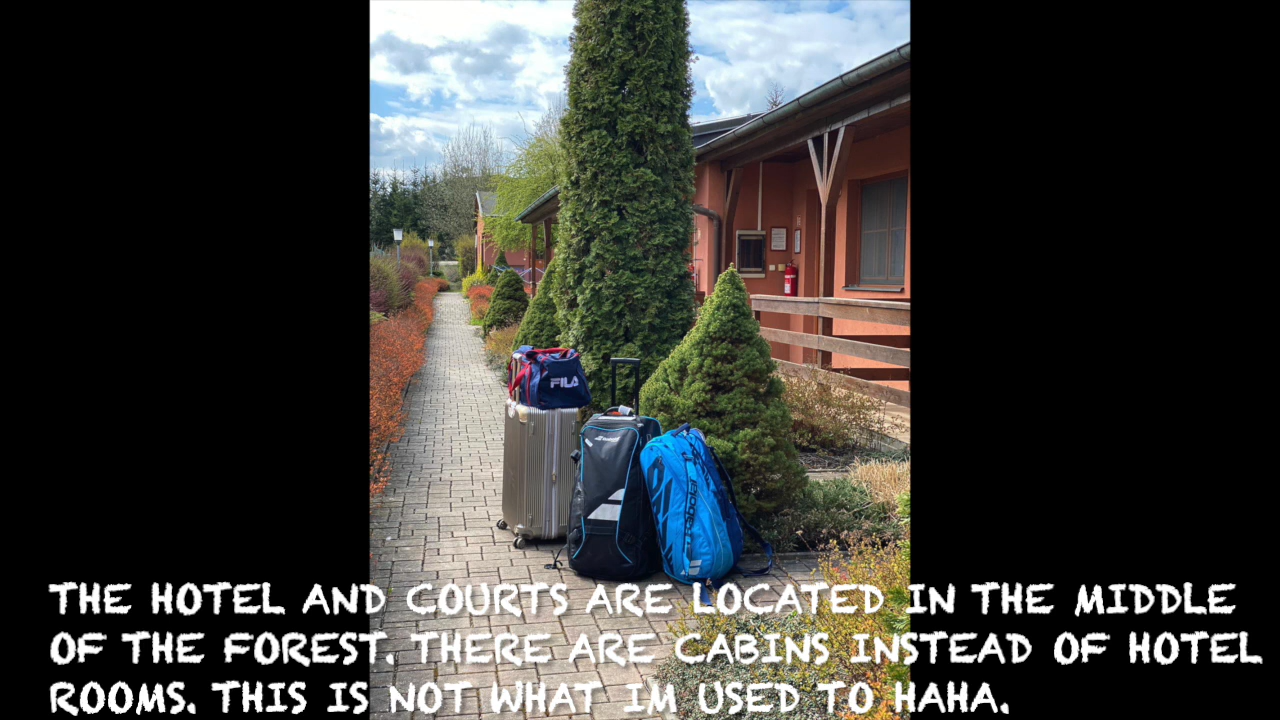 FILA
Babolat
THE HOTEL AND COURTS ARE LOCATED IN THE MIDDLE
OF THE FOREST. THERE ARE CABINS INSTEAD OF HOTEL
ROOMS. THIS IS NOT WHAT IM USED TO HAHA.